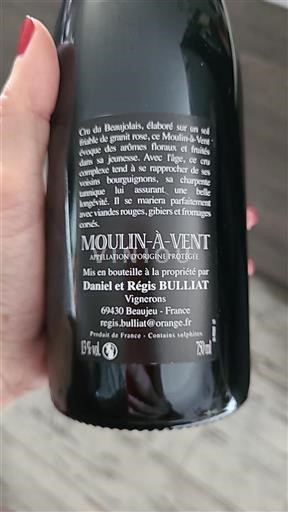 Cru du Beaujolais, élaboré sur un sol
friable de granit rose, ce Moulin-à-Vent
évoque des arômes floraux et fruités
dans sa jeunesse. Avec l'âge, ce cru
complexe tend à se rapprocher de ses
voisins bourguignons, sa charpente
tannique lui assurant une belle
longévité. Il se mariera parfaitement
avec viandes rouges, gibiers et fromages
corsés.
MOULIN-À-VENT
APPELLATION D'ORIGINE PROTÉGÉE
Mis en bouteille à la propriété par
Daniel et Régis BULLIAT
Vignerons
69430 Beaujeu - France
regis.bulliat@orange.fr
Produit de France - Contains sulphites
13%vol.
750ml